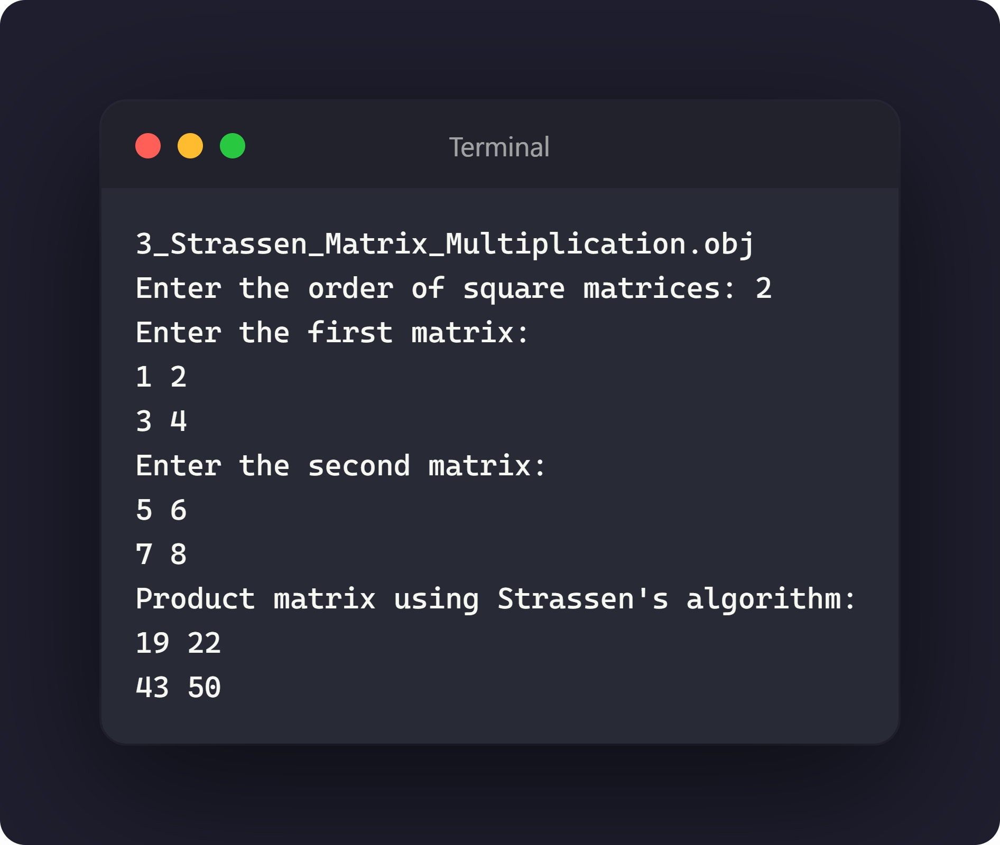 Terminal
3_Strassen_Matrix_Multiplication.obj
Enter the order of square matrices: 2
Enter the first matrix:
1 2
3 4
Enter the second matrix:
5 6
7 8
Product matrix using Strassen's algorithm:
19 22
43 50